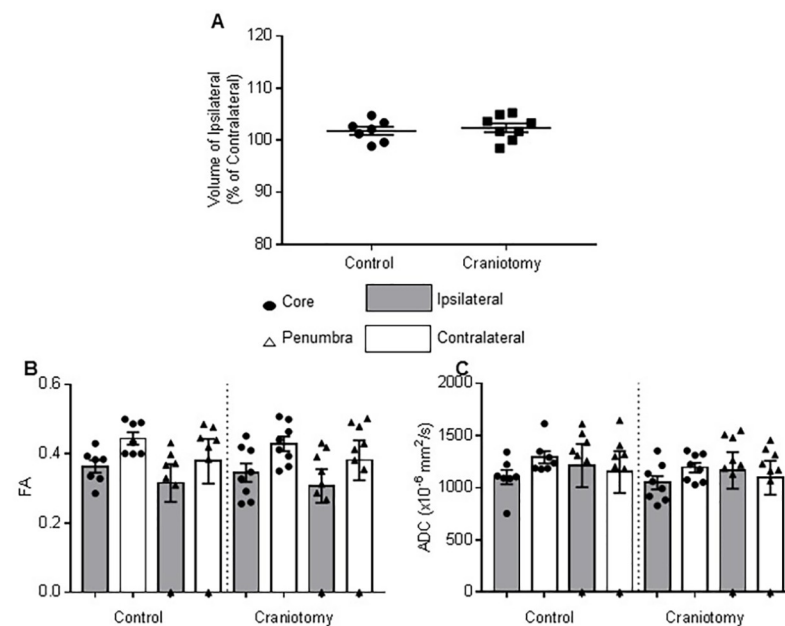 A
120
110
100
90
80
Volume of Ipsilateral
(% of Contralateral)
Control
Craniotomy
Core
Ipsilateral
Penumbra
Contralateral
B
0.6
0.4
0.2
0.0
FA
Control
Craniotomy
C
2000
1500
1000
500
0
ADC (x10⁻⁶ mm²/s)
Control
Craniotomy